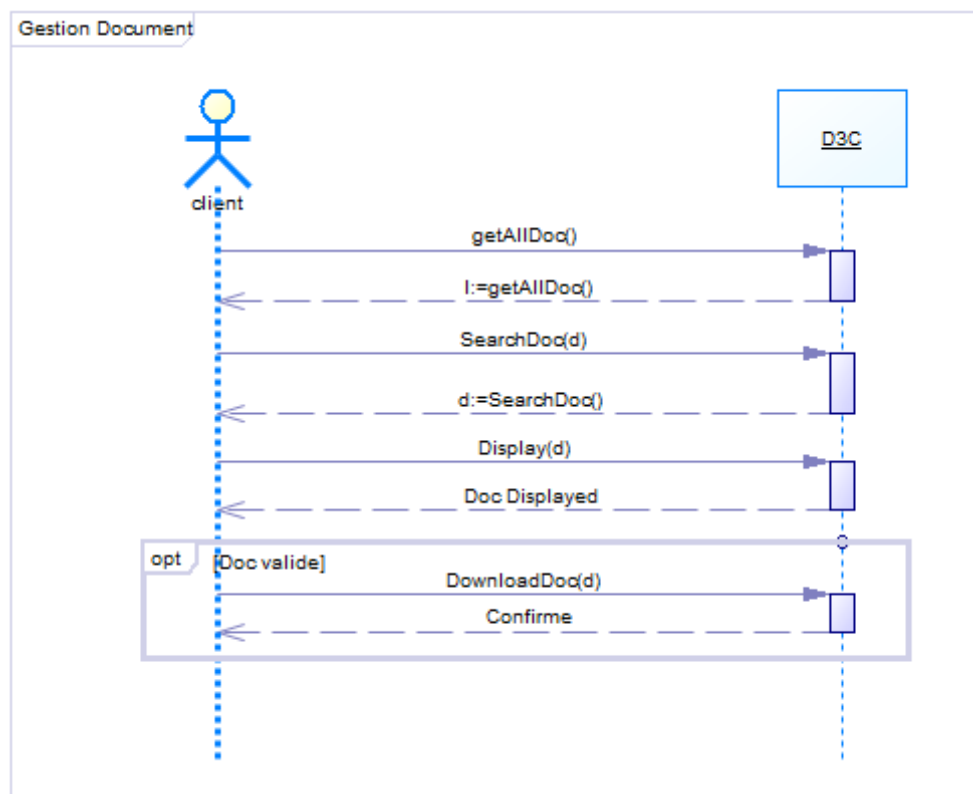 Gestion Document
D3C
client
getAllDoc()
l:=getAllDoc()
SearchDoc(d)
d:=SearchDoc()
Display(d)
Doc Displayed
opt
[Doc valide]
DownloadDoc(d)
Confirme